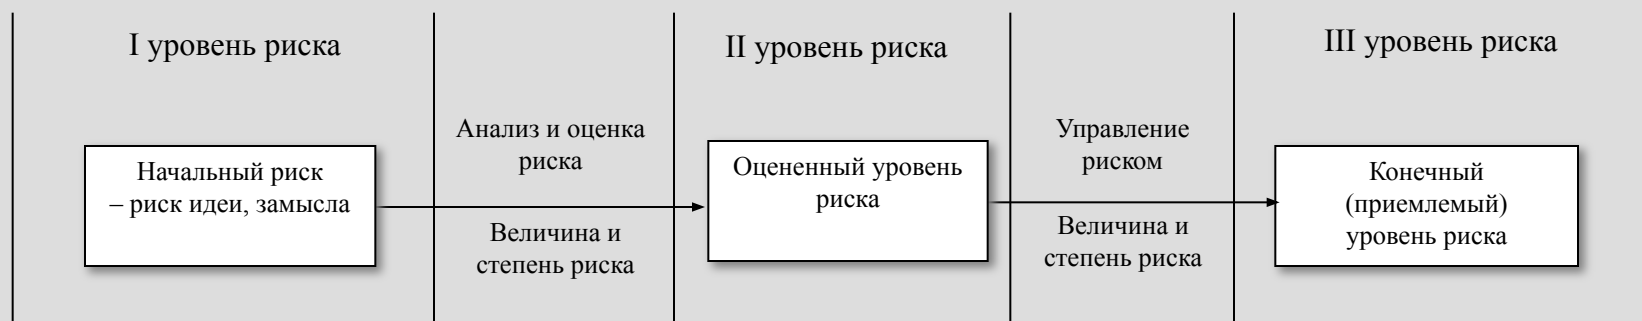 I уровень риска
Начальный риск
– риск идеи, замысла
Анализ и оценка
риска
Величина и
степень риска
II уровень риска
Оцененный уровень
риска
Управление
риском
Величина и
степень риска
III уровень риска
Конечный
(приемлемый)
уровень риска